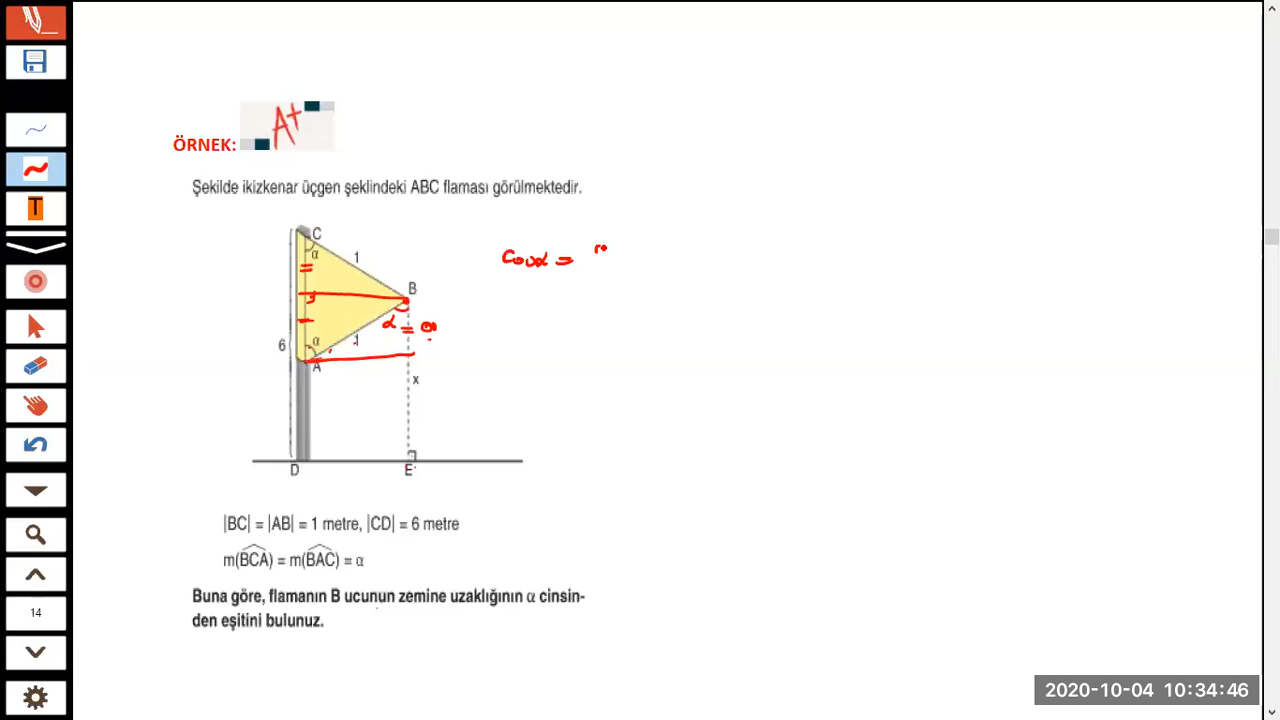 ÖRNEK: A+
Şekilde ikizkenar üçgen şeklindeki ABC flaması görülmektedir.
C
α
1
B
Cosα =
α =
6
α
1
A
x
D
E
|BC| = |AB| = 1 metre, |CD| = 6 metre
m(BCA) = m(BAC) = α
Buna göre, flamanın B ucunun zemine uzaklığının α cinsin-
den eşitini bulunuz.
T
14
2020-10-04 10:34:46